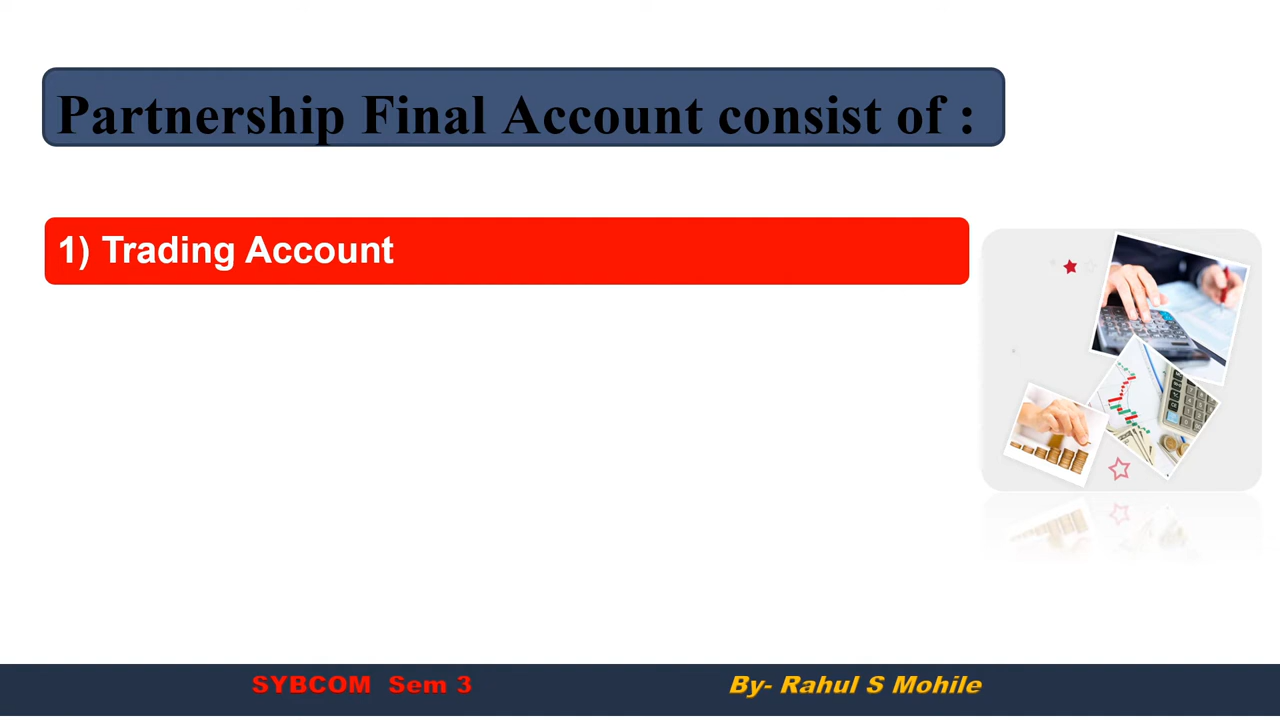 Partnership Final Account consist of :
1) Trading Account
SYBCOM Sem 3
By- Rahul S Mohile